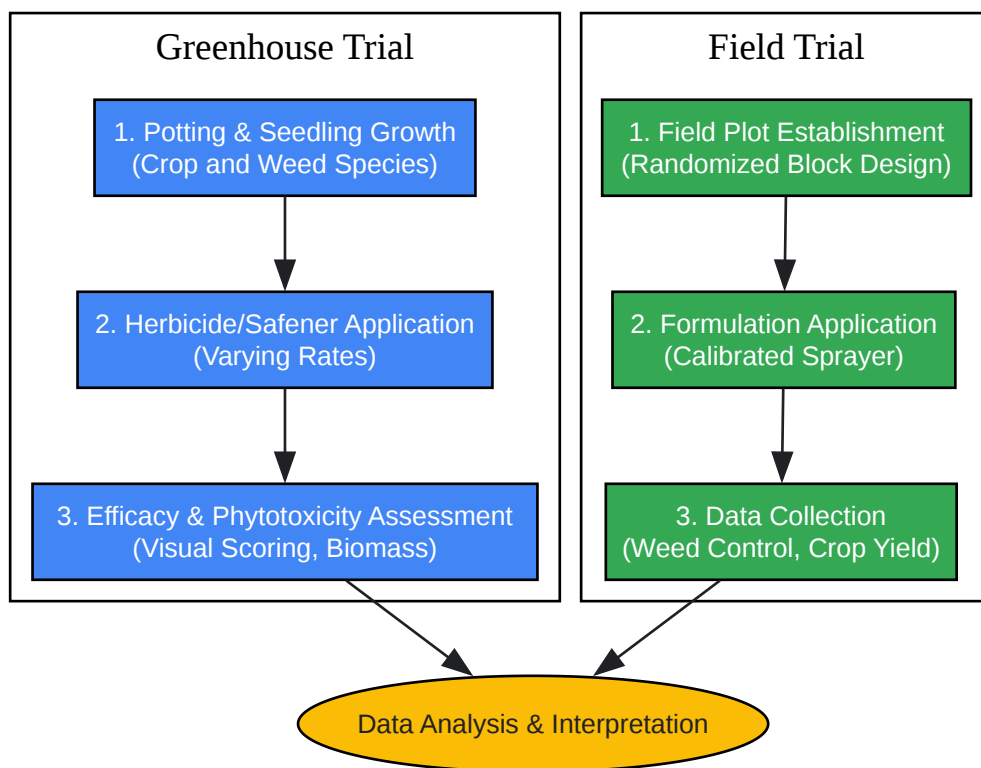 Greenhouse Trial
1. Potting & Seedling Growth
(Crop and Weed Species)
2. Herbicide/Safener Application
(Varying Rates)
3. Efficacy & Phytotoxicity Assessment
(Visual Scoring, Biomass)
Field Trial
1. Field Plot Establishment
(Randomized Block Design)
2. Formulation Application
(Calibrated Sprayer)
3. Data Collection
(Weed Control, Crop Yield)
Data Analysis & Interpretation